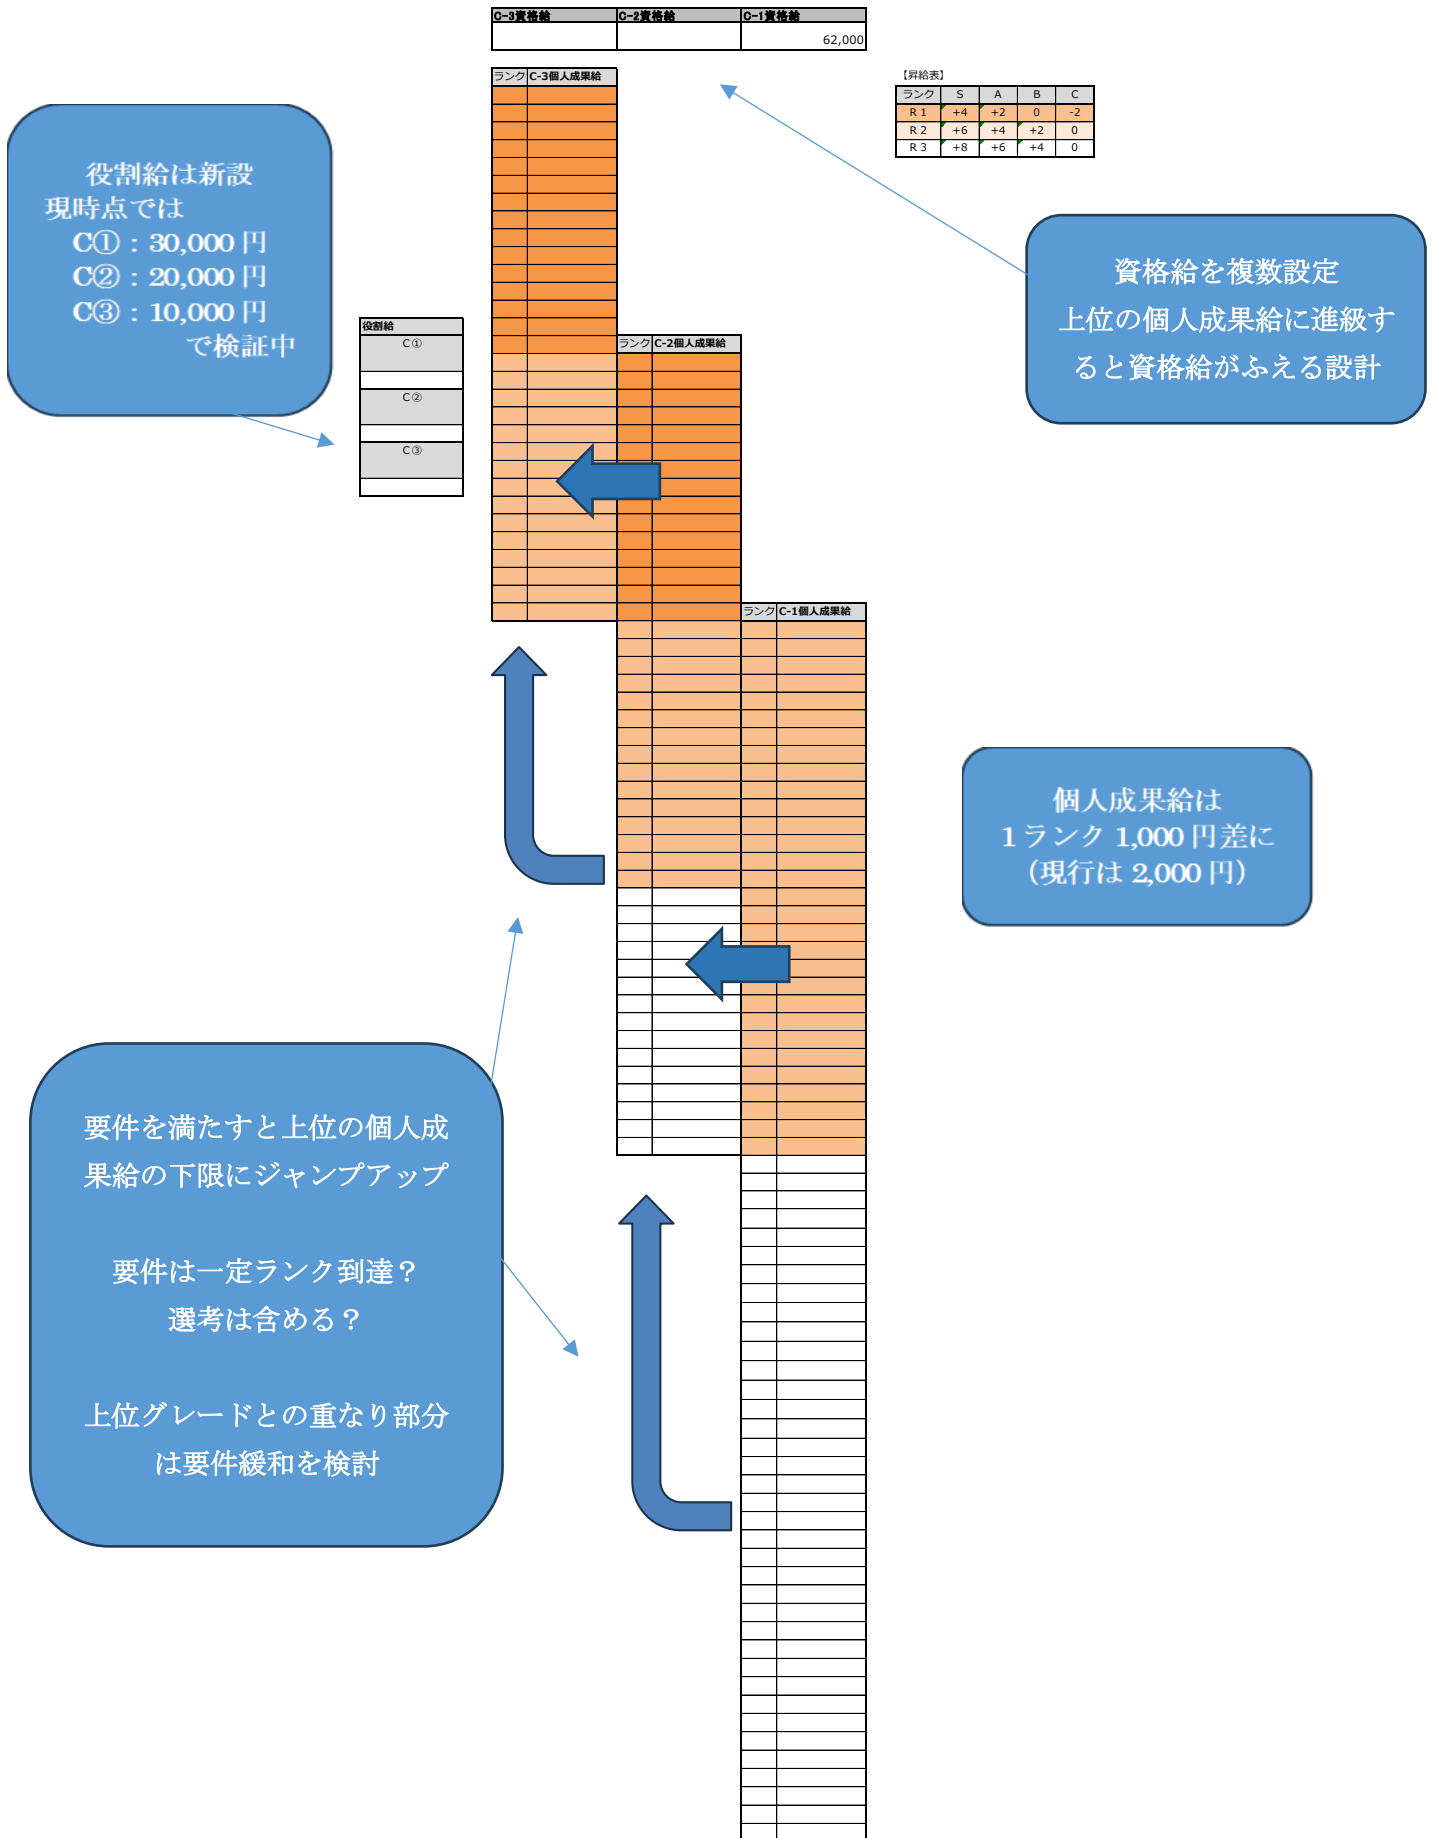 C-3資格給 C-2資格給 C-1資格給
62,000
ランク C-3個人成果給
【昇給表】
ランク S A B C
R1 +4 +2 0 -2
R2 +6 +4 +2 0
R3 +8 +6 +4 0
役割給は新設
現時点では
C①：30,000円
C②：20,000円
C③：10,000円
で検証中
資格給を複数設定
上位の個人成果給に進級す
ると資格給がふえる設計
役割給
C①
C②
C③
ランク C-2個人成果給
ランク C-1個人成果給
個人成果給は
1ランク1,000円差に
（現行は2,000円）
要件を満たすと上位の個人成
果給の下限にジャンプアップ
要件は一定ランク到達？
選考は含める？
上位グレードとの重なり部分
は要件緩和を検討